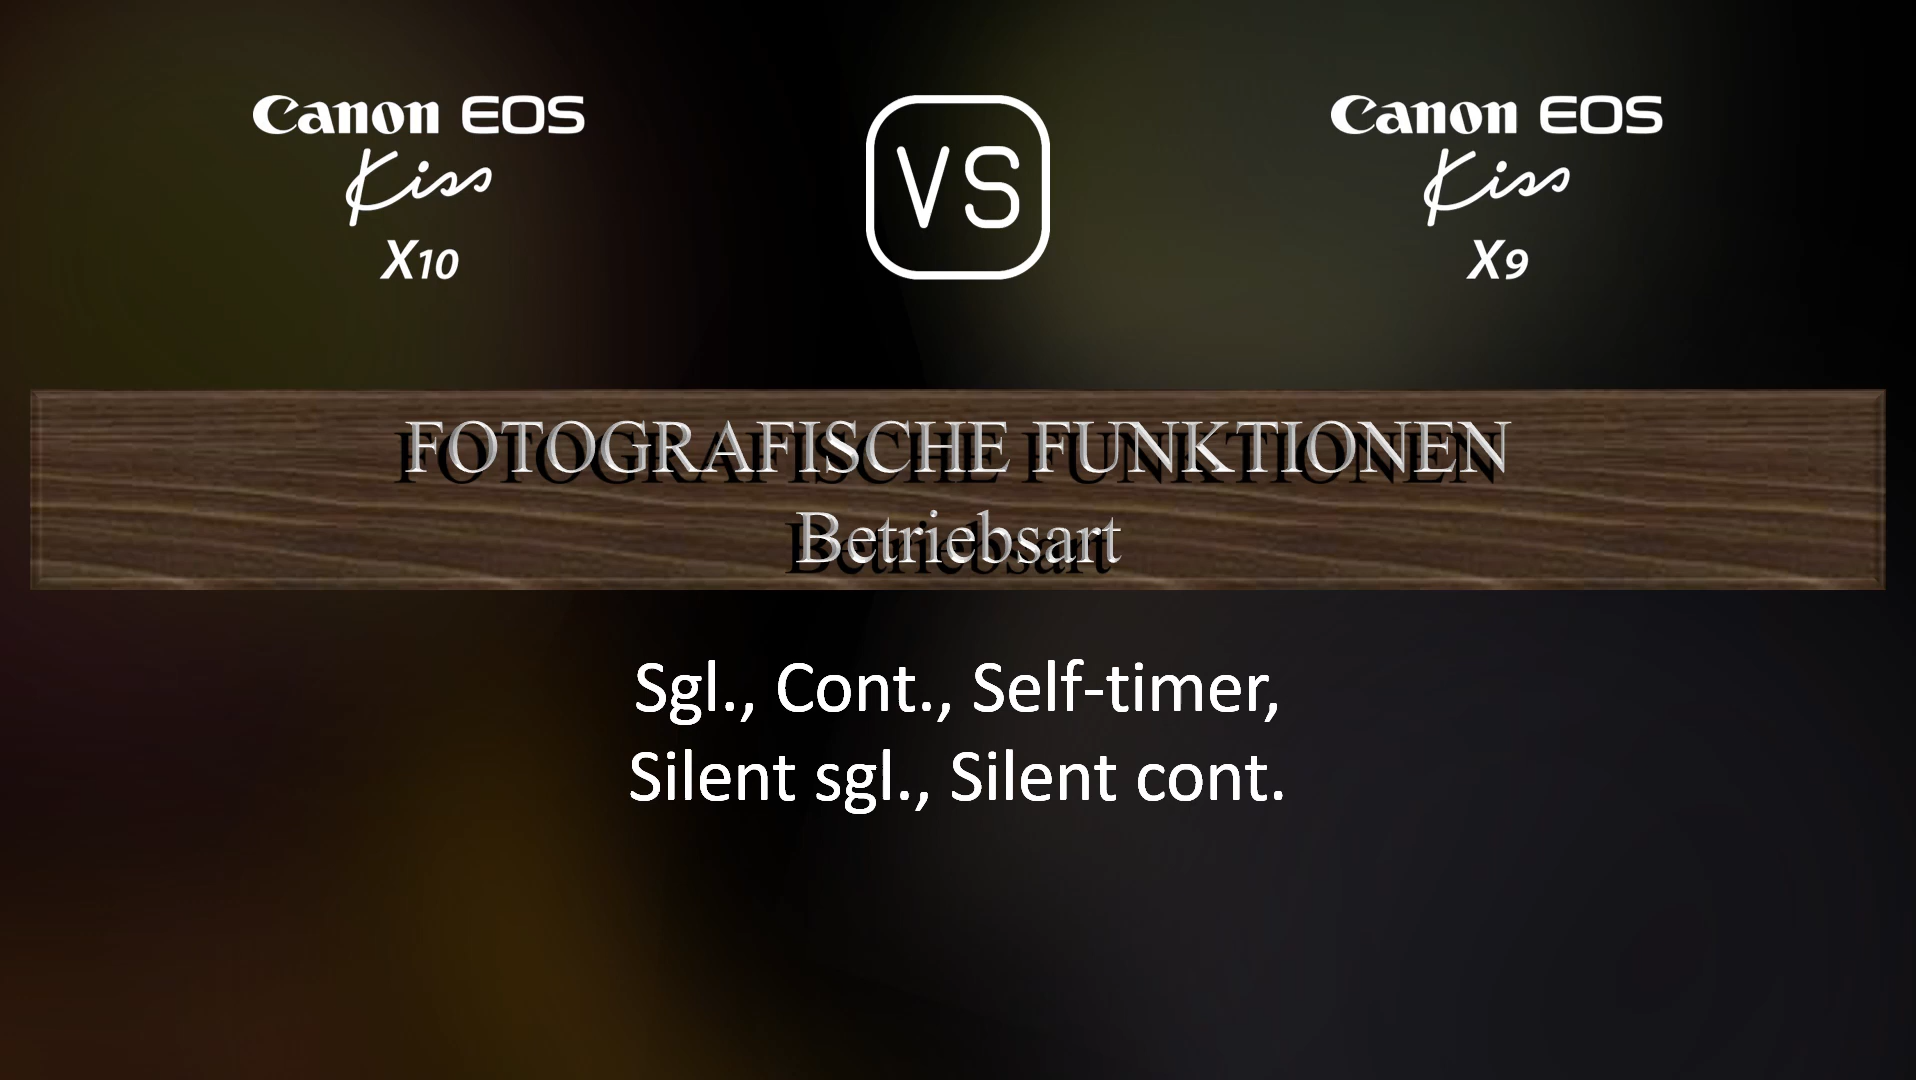 Canon EOS
Kiss
X10
VS
Canon EOS
Kiss
X9
FOTOGRAFISCHE FUNKTIONEN
Betriebsart
Sgl., Cont., Self-timer,
Silent sgl., Silent cont.